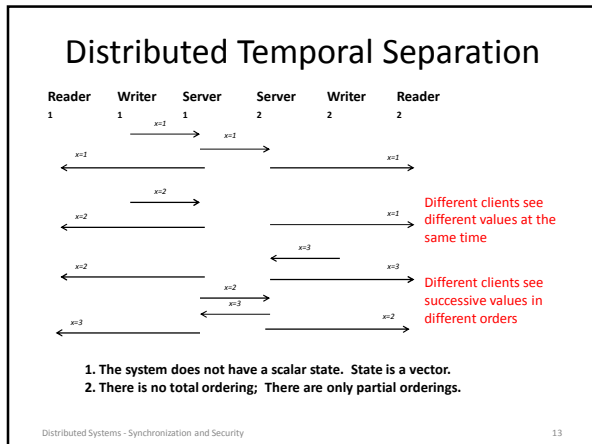 Distributed Temporal Separation
Reader Writer Server Server Writer Reader
1 1 1 2 2 2
x=1
x=1
x=1 x=1
x=2
x=2 x=1
Different clients see
different values at the
same time
x=3
x=2 x=3
x=2
x=3
Different clients see
successive values in
different orders
x=3 x=2
1. The system does not have a scalar state. State is a vector.
2. There is no total ordering; There are only partial orderings.
Distributed Systems - Synchronization and Security 13